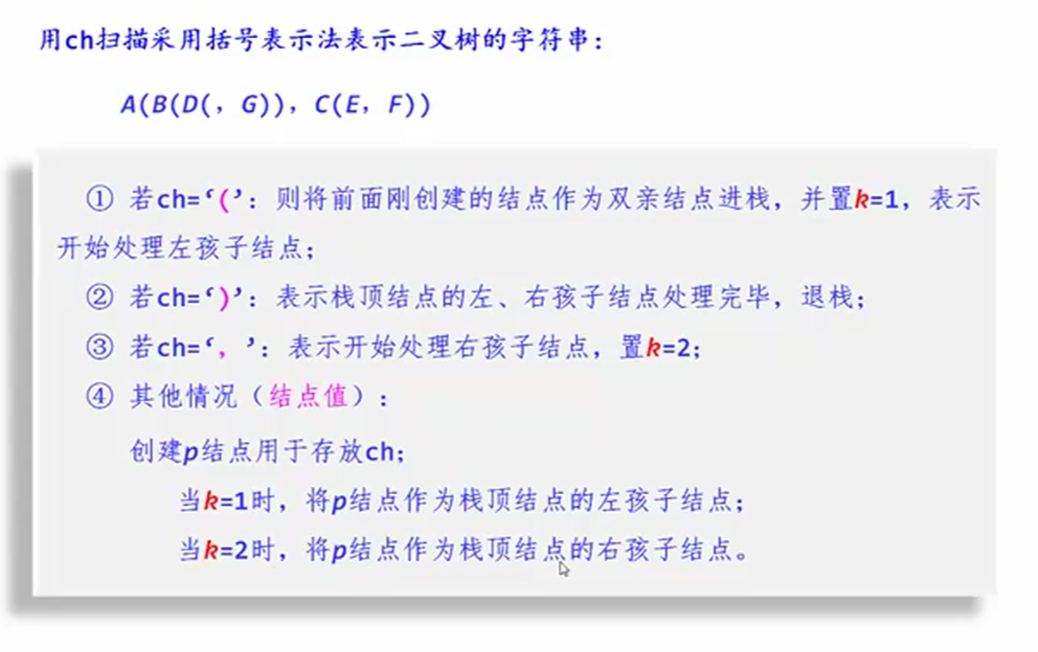 用ch扫描采用括号表示法表示二叉树的字符串：
A(B(D(，G))，C(E，F))
① 若ch=‘(’：则将前面刚创建的结点作为双亲结点进栈，并置k=1，表示
开始处理左孩子结点；
② 若ch=‘)’：表示栈顶结点的左、右孩子结点处理完毕，退栈；
③ 若ch=‘，’：表示开始处理右孩子结点，置k=2；
④ 其他情况（结点值）：
创建p结点用于存放ch；
当k=1时，将p结点作为栈顶结点的左孩子结点；
当k=2时，将p结点作为栈顶结点的右孩子结点。